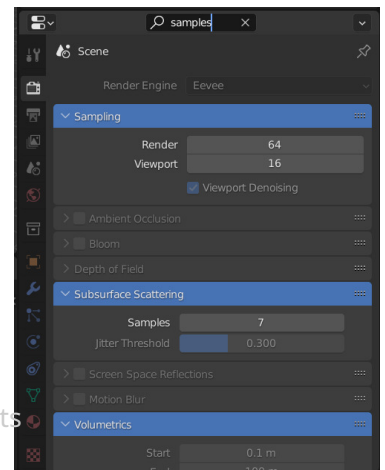 samples
Scene
Render Engine Eevee
Sampling
Render 64
Viewport 16
Viewport Denoising
Ambient Occlusion
Bloom
Depth of Field
Subsurface Scattering
Samples 7
Jitter Threshold 0.300
Screen Space Reflections
Motion Blur
ts
Volumetrics
Start 0.1 m